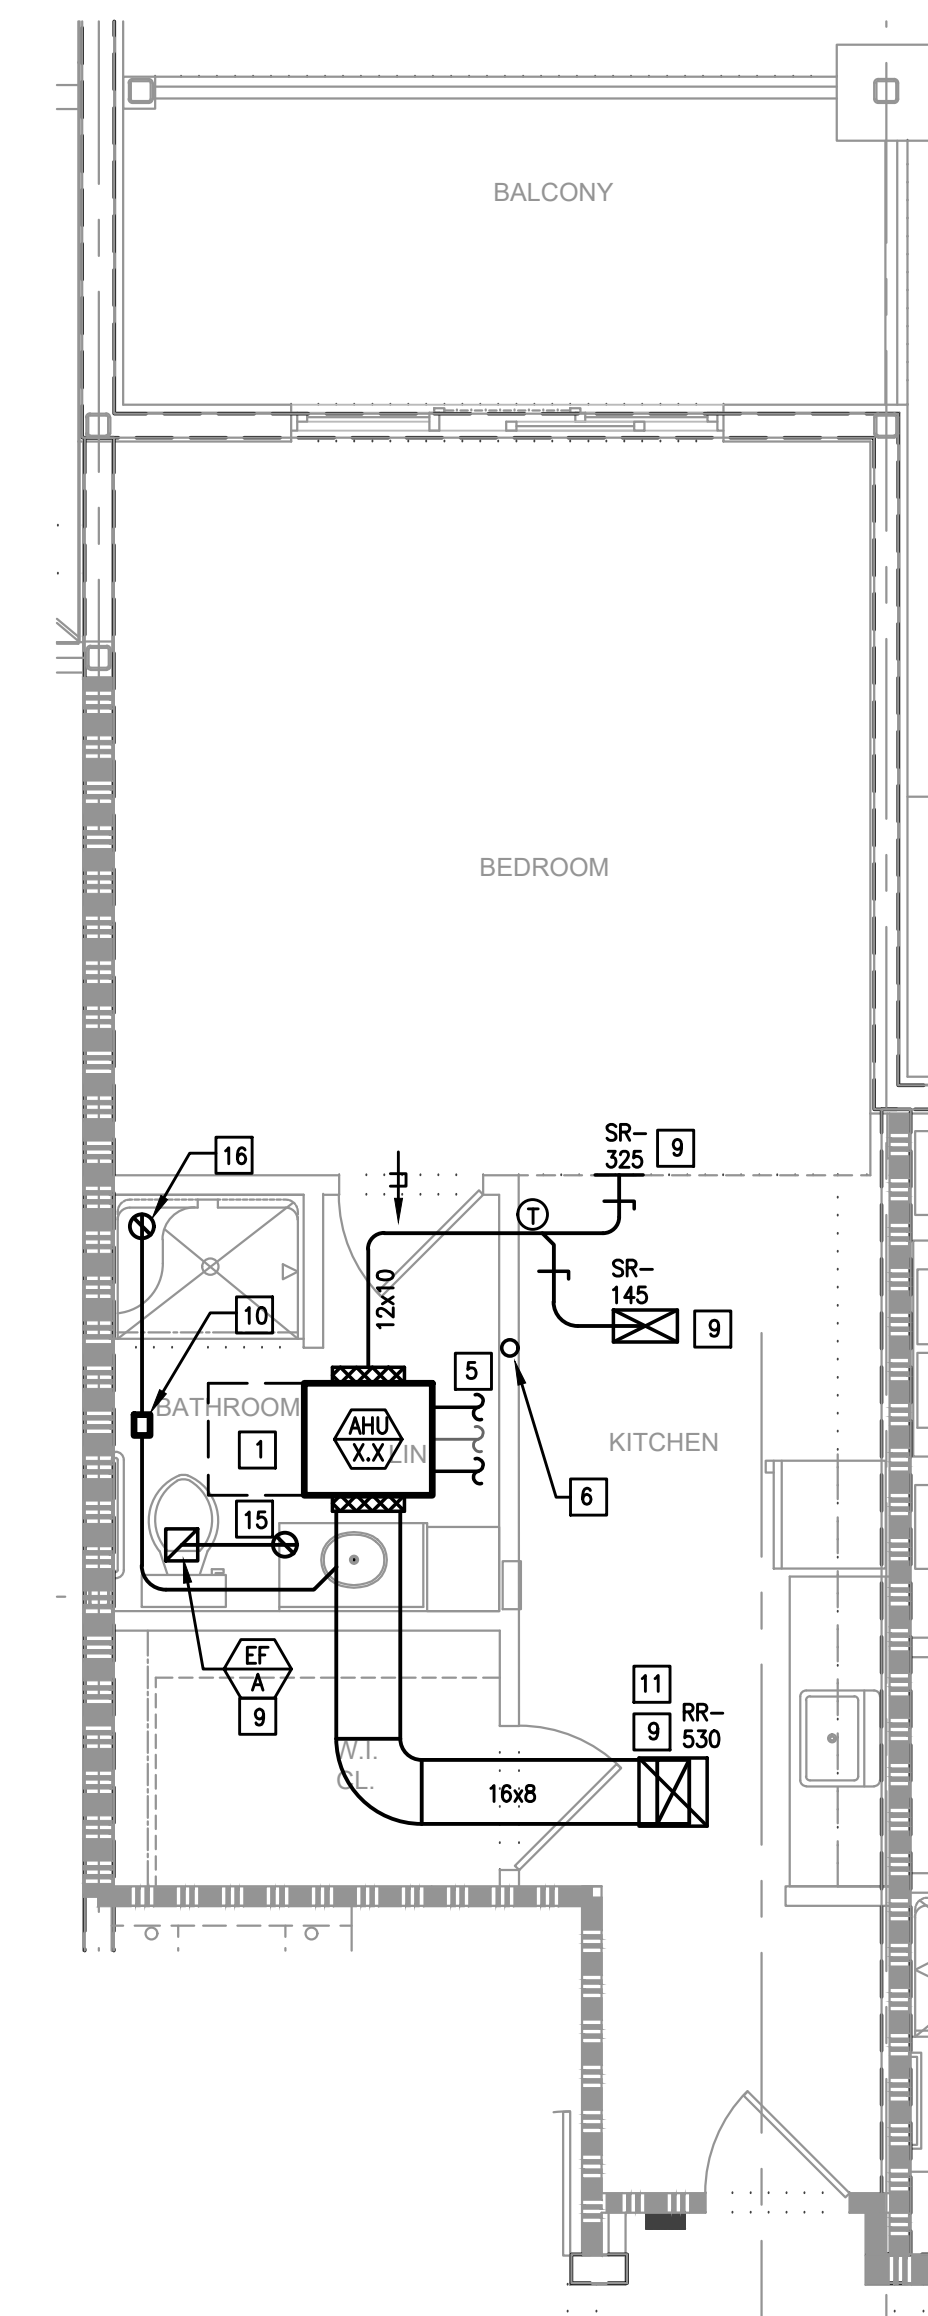 BALCONY
BEDROOM
SR-
325
9
16
T
SR-
145
9
12x10
10
5
BATHROOM
AHU
X.X
LIN
1
KITCHEN
6
15
EF
A
9
11
9
RR-
530
W.I.
CL.
16x8